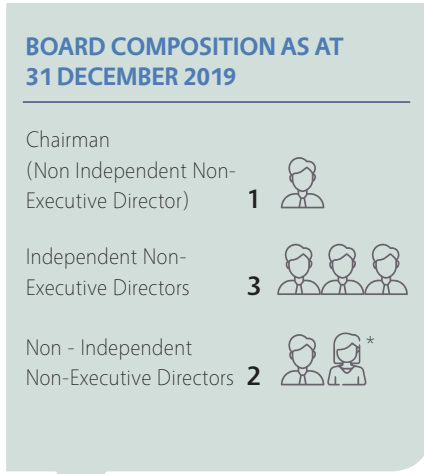 BOARD COMPOSITION AS AT
31 DECEMBER 2019
Chairman
(Non Independent Non-
Executive Director) 1
Independent Non-
Executive Directors 3
Non - Independent *
Non-Executive Directors 2